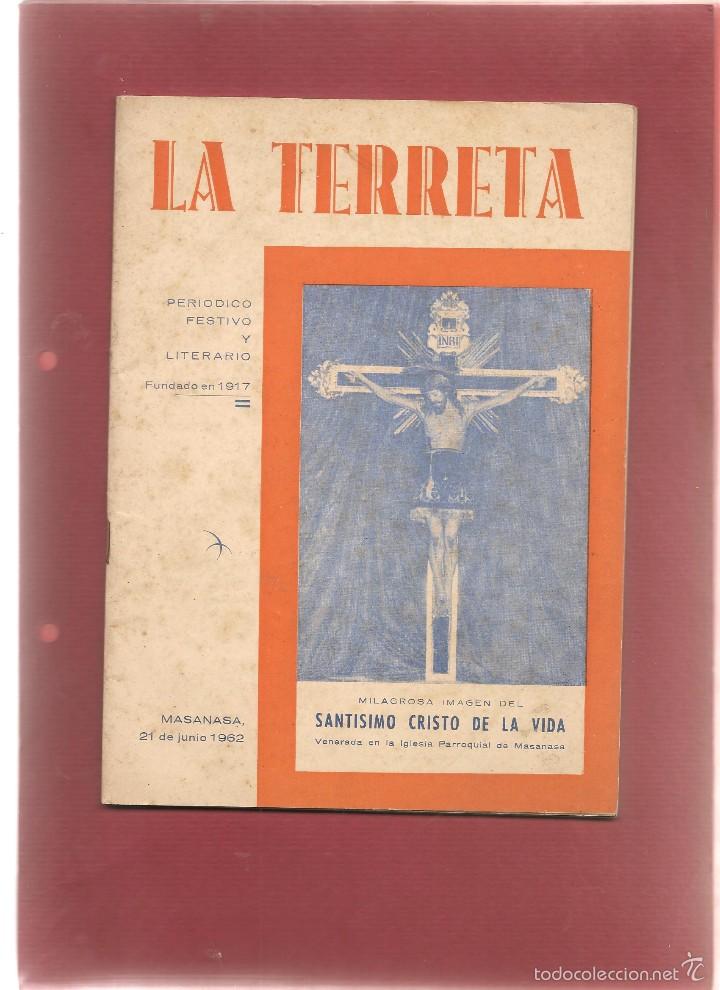 LA TERRETA
PERIODICO
FESTIVO
Y
LITERARIO
Fundado en 1917
INRI
MASANASA,
21 de junio 1962
MILAGROSA IMAGEN DEL
SANTISIMO CRISTO DE LA VIDA
Venerada en la Iglesia Parroquial de Masanasa
todocoleccion.net